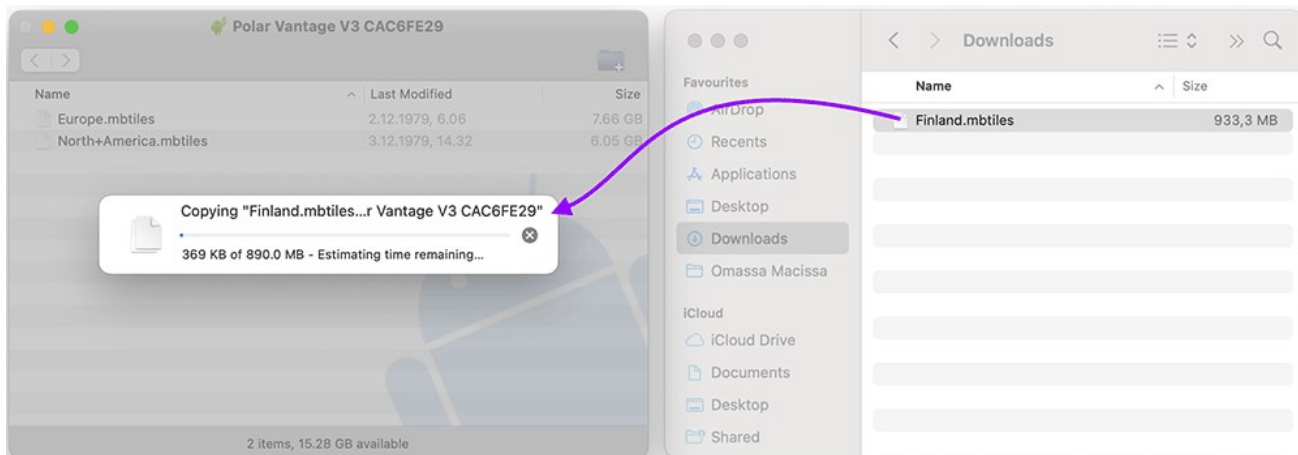 Polar Vantage V3 CAC6FE29
Name Last Modified Size
Europe.mbtiles 2.12.1979, 6.06 7.66 GB
North+America.mbtiles 3.12.1979, 14.32 6.05 GB
Copying "Finland.mbtiles...r Vantage V3 CAC6FE29"
369 KB of 890.0 MB - Estimating time remaining...
2 items, 15.28 GB available
Favourites
AirDrop
Recents
Applications
Desktop
Downloads
Omassa Macissa
iCloud
iCloud Drive
Documents
Desktop
Shared
Downloads
Name Size
Finland.mbtiles 933,3 MB